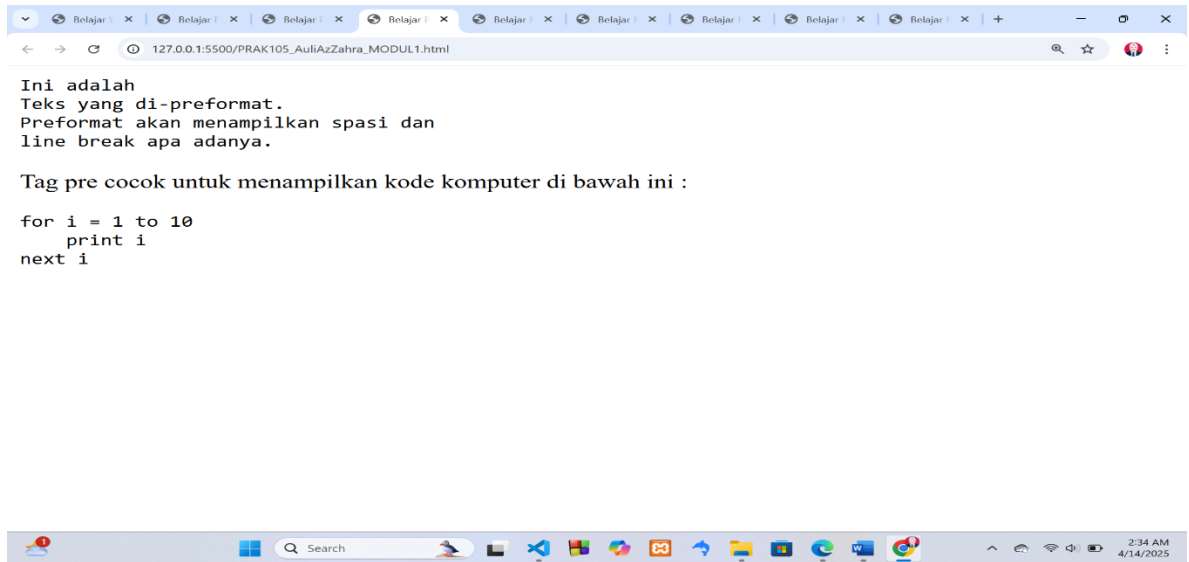 Belajar
Belajar
Belajar
Belajar
Belajar
Belajar
Belajar
Belajar
Belajar
127.0.0.1:5500/PRAK105_AuliAzZahra_MODUL1.html
Ini adalah
Teks yang di-preformat.
Preformat akan menampilkan spasi dan
line break apa adanya.
Tag pre cocok untuk menampilkan kode komputer di bawah ini :
for i = 1 to 10
    print i
next i
1
Search
2:34 AM
4/14/2025